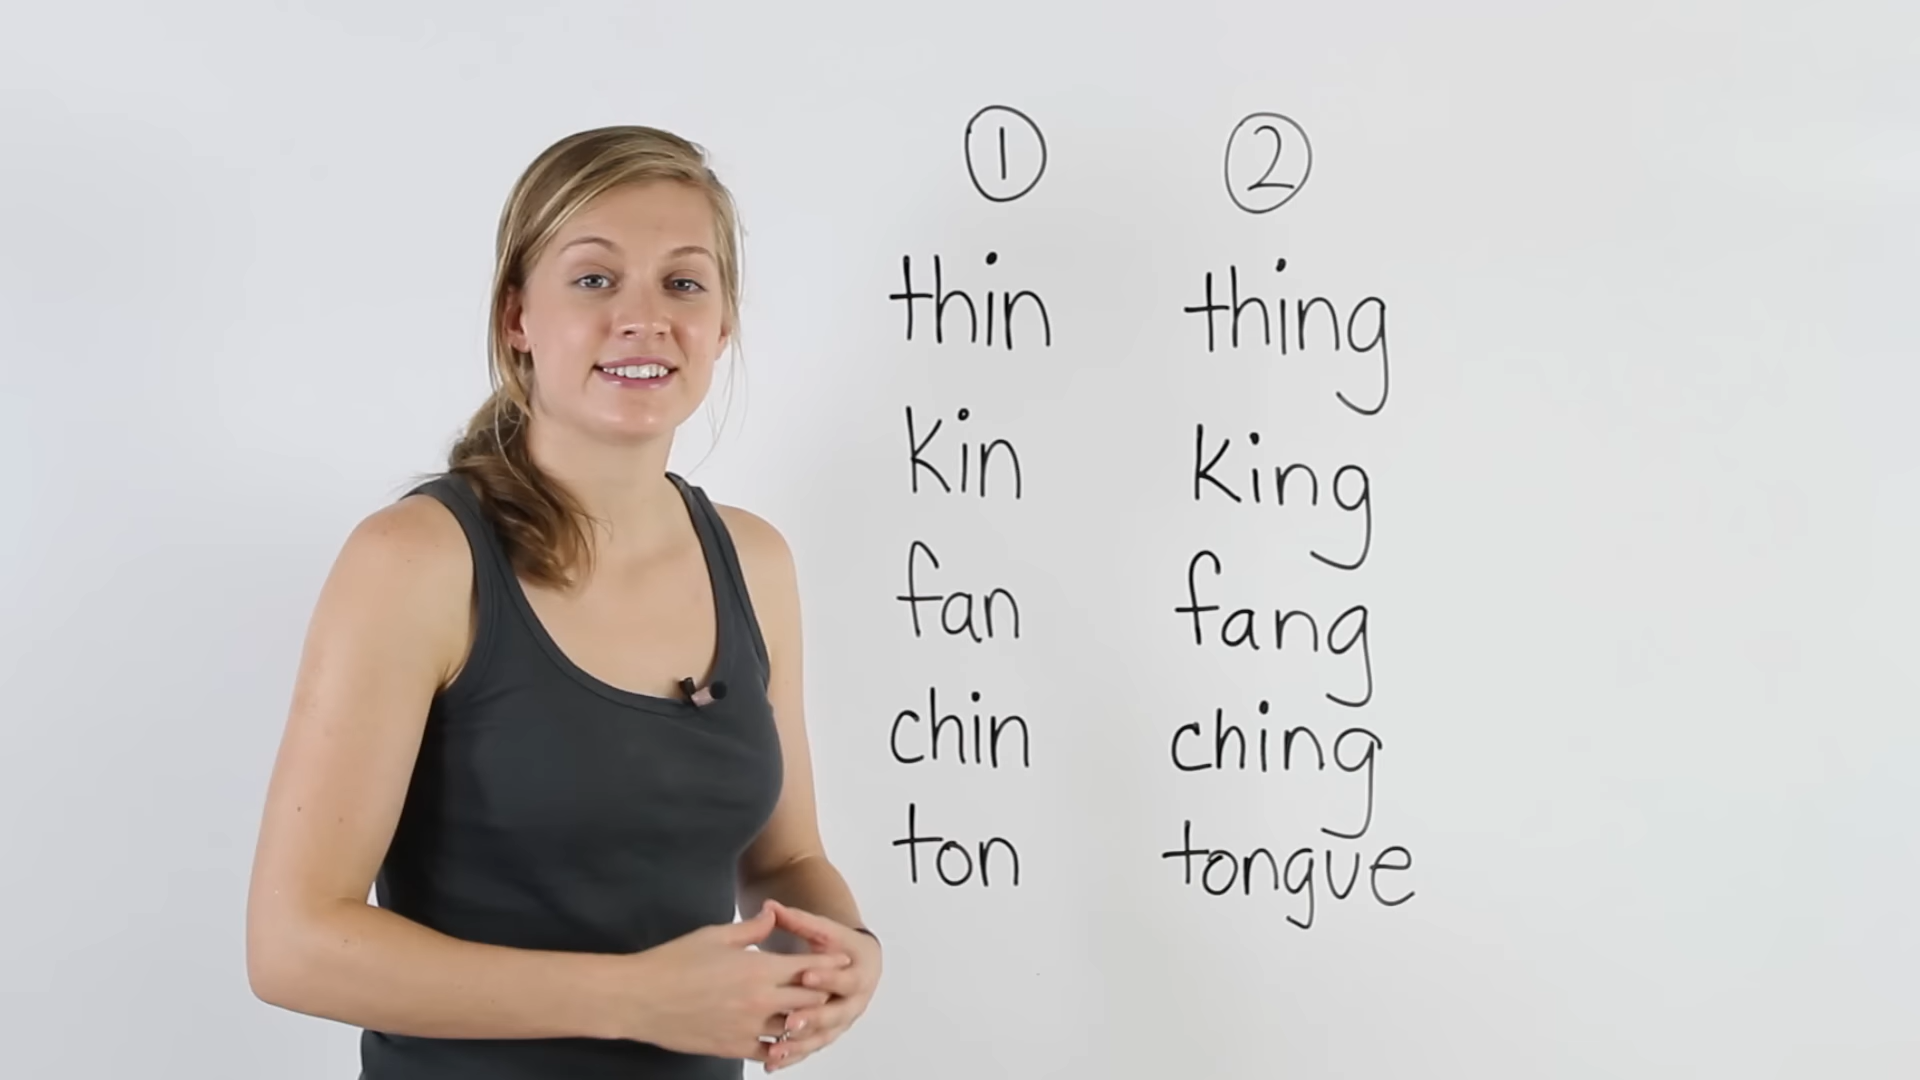 1 2
thin thing
kin king
fan fang
chin ching
ton tongue